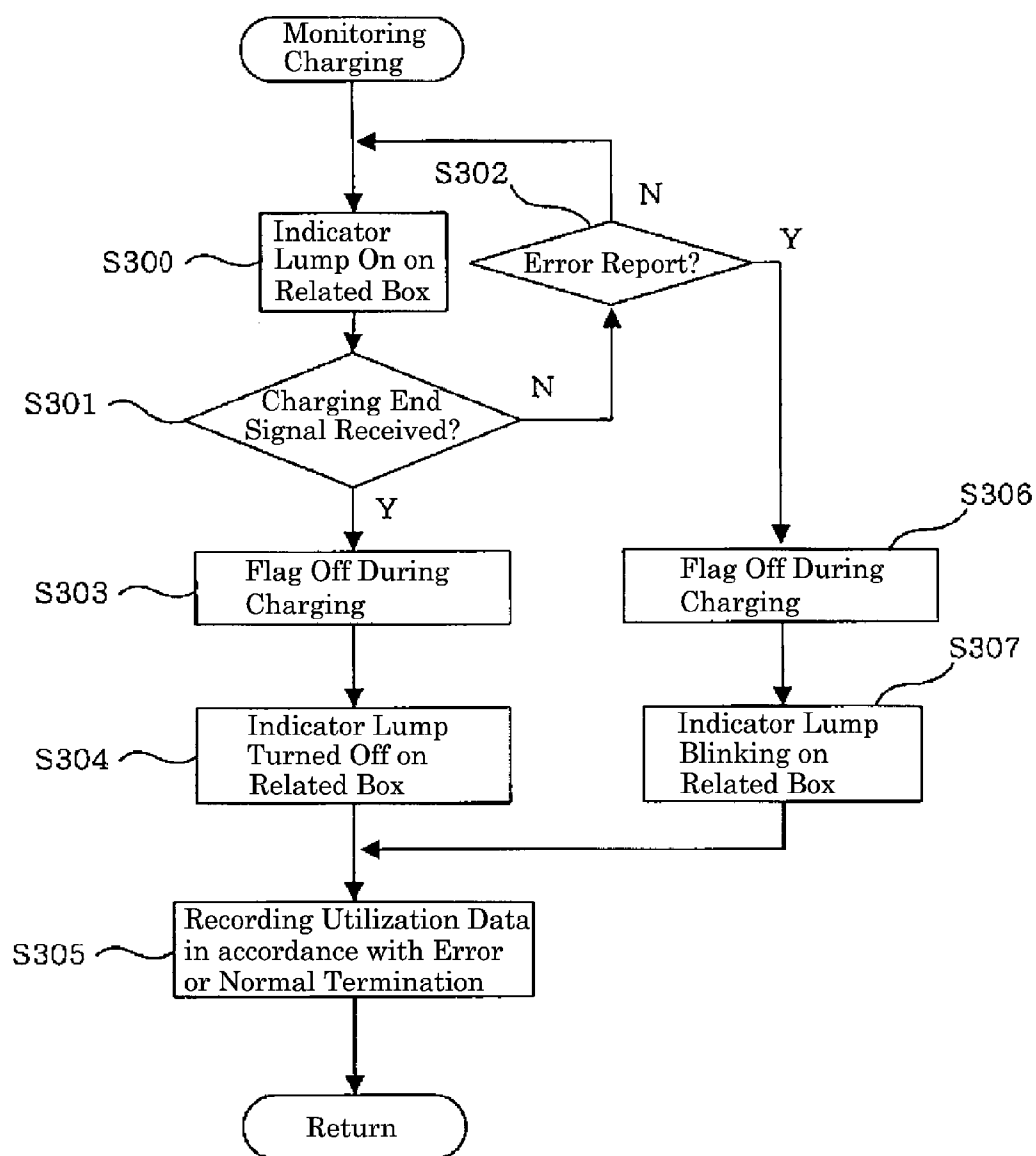 Monitoring
Charging
S302
N
Y
S300
Indicator
Lump On on
Related Box
Error Report?
S301
Charging End
Signal Received?
N
Y
S306
S303
Flag Off During
Charging
Flag Off During
Charging
S307
S304
Indicator Lump
Turned Off on
Related Box
Indicator Lump
Blinking on
Related Box
S305
Recording Utilization Data
in accordance with Error
or Normal Termination
Return